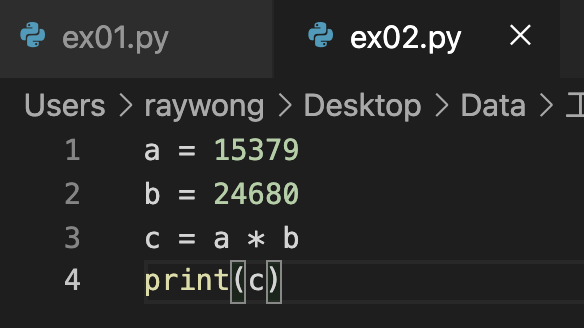 ex01.py ex02.py
Users > raywong > Desktop > Data >
1 a = 15379
2 b = 24680
3 c = a * b
4 print(c)